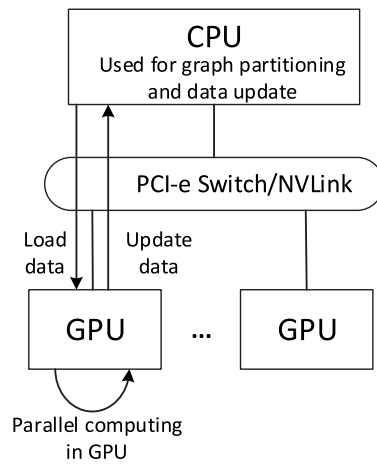 CPU
Used for graph partitioning
and data update
PCI-e Switch/NVLink
Load
data
Update
data
GPU
...
GPU
Parallel computing
in GPU